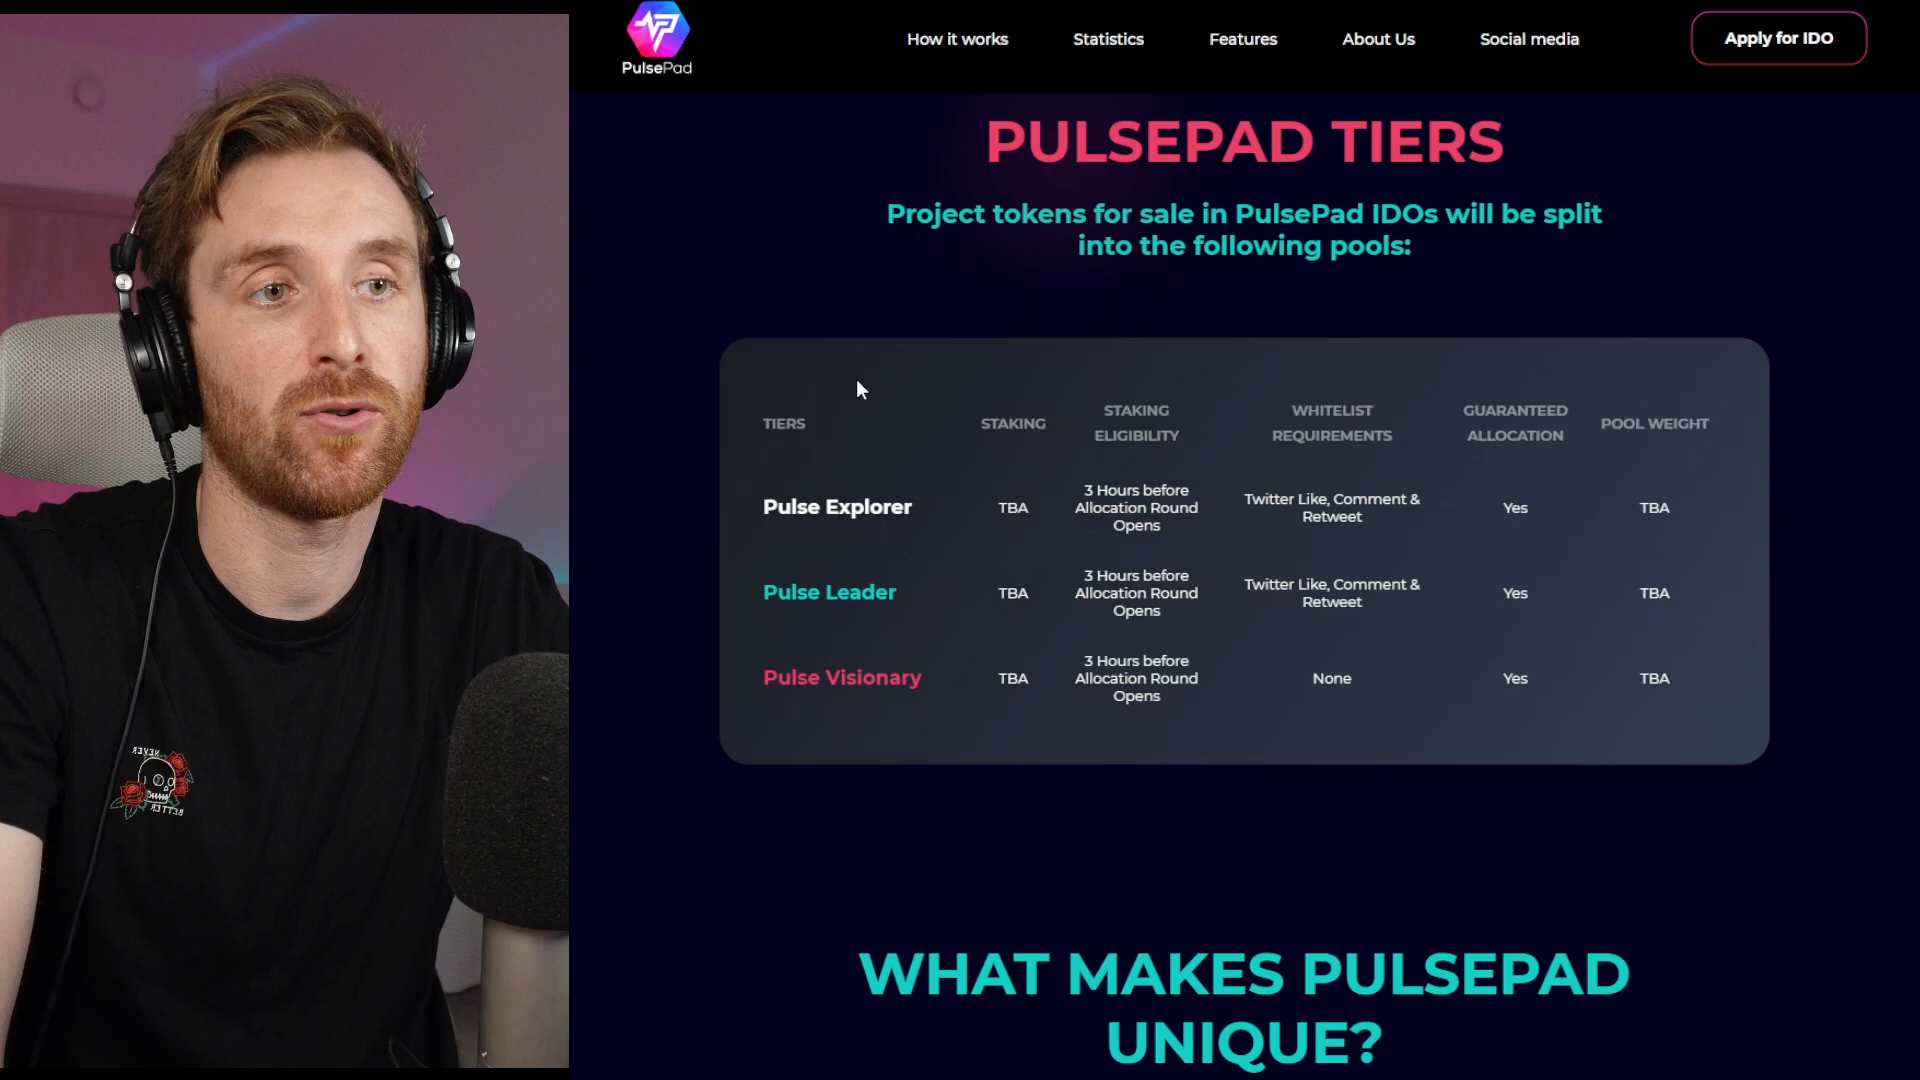 PulsePad
How it works
Statistics
Features
About Us
Social media
Apply for IDO
PULSEPAD TIERS
Project tokens for sale in PulsePad IDOs will be split
into the following pools:
TIERS
STAKING
STAKING
ELIGIBILITY
WHITELIST
REQUIREMENTS
GUARANTEED
ALLOCATION
POOL WEIGHT
Pulse Explorer
TBA
3 Hours before
Allocation Round
Opens
Twitter Like, Comment &
Retweet
Yes
TBA
Pulse Leader
TBA
3 Hours before
Allocation Round
Opens
Twitter Like, Comment &
Retweet
Yes
TBA
Pulse Visionary
TBA
3 Hours before
Allocation Round
Opens
None
Yes
TBA
WHAT MAKES PULSEPAD
UNIQUE?
NEVER
BETTER